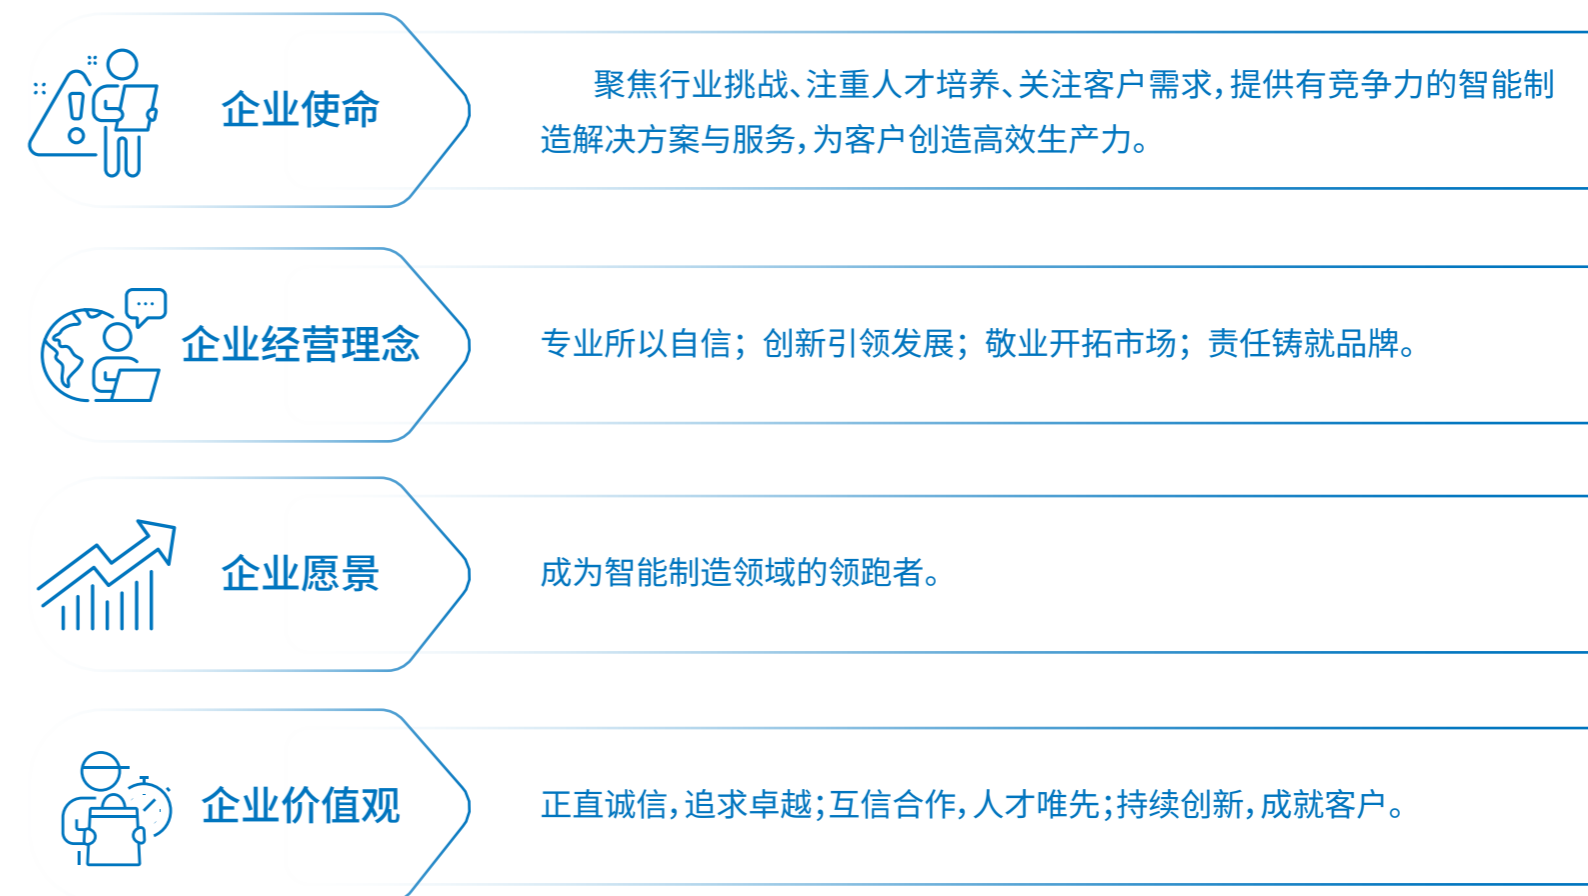 企业使命
聚焦行业挑战、注重人才培养、关注客户需求，提供有竞争力的智能制
造解决方案与服务，为客户创造高效生产力。
企业经营理念
专业所以自信；创新引领发展；敬业开拓市场；责任铸就品牌。
企业愿景
成为智能制造领域的领跑者。
企业价值观
正直诚信，追求卓越；互信合作，人才唯先；持续创新，成就客户。